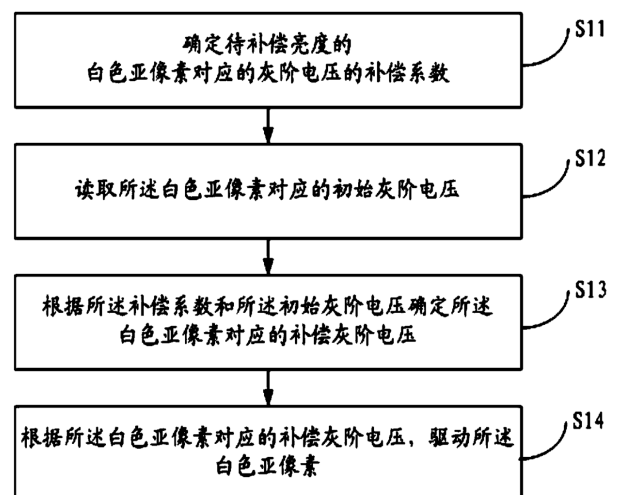 确定待补偿亮度的
白色亚像素对应的灰阶电压的补偿系数
S11
读取所述白色亚像素对应的初始灰阶电压
S12
根据所述补偿系数和所述初始灰阶电压确定所述
白色亚像素对应的补偿灰阶电压
S13
根据所述白色亚像素对应的补偿灰阶电压，驱动所述
白色亚像素
S14